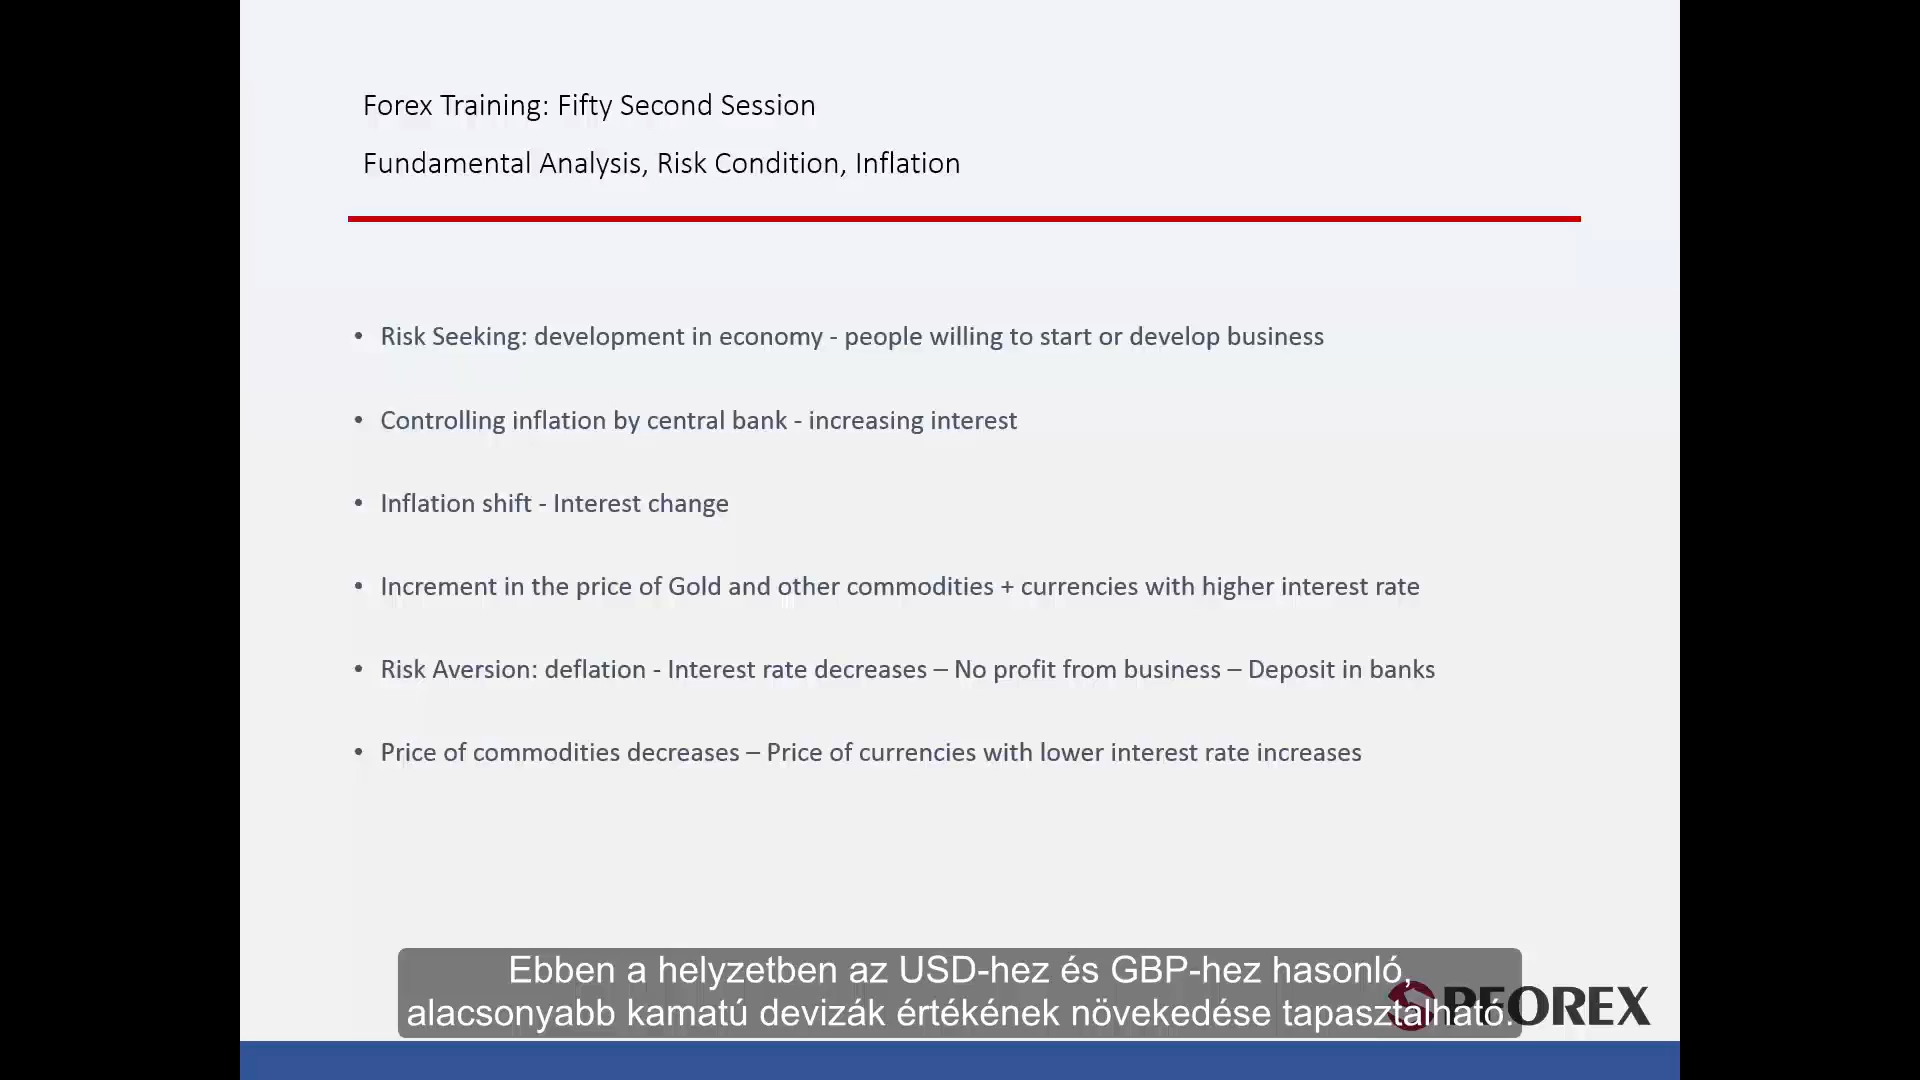 Forex Training: Fifty Second Session
Fundamental Analysis, Risk Condition, Inflation
• Risk Seeking: development in economy - people willing to start or develop business
• Controlling inflation by central bank - increasing interest
• Inflation shift - Interest change
• Increment in the price of Gold and other commodities + currencies with higher interest rate
• Risk Aversion: deflation - Interest rate decreases – No profit from business – Deposit in banks
• Price of commodities decreases – Price of currencies with lower interest rate increases
Ebben a helyzetben az USD-hez és GBP-hez hasonló,
alacsonyabb kamatú devizák értékének növekedése tapasztalható.